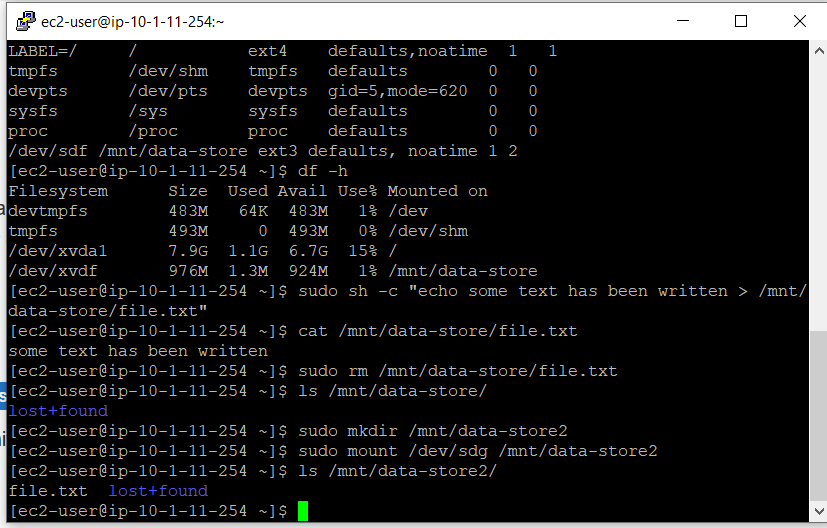 ec2-user@ip-10-1-11-254:~
LABEL=/     /           ext4    defaults,noatime  1   1
tmpfs       /dev/shm    tmpfs   defaults        0   0
devpts      /dev/pts    devpts  gid=5,mode=620  0   0
sysfs       /sys        sysfs   defaults        0   0
proc        /proc       proc    defaults        0   0
/dev/sdf /mnt/data-store ext3 defaults, noatime 1 2
[ec2-user@ip-10-1-11-254 ~]$ df -h
Filesystem      Size  Used Avail Use% Mounted on
devtmpfs        483M   64K  483M   1% /dev
tmpfs           493M     0  493M   0% /dev/shm
/dev/xvda1      7.9G  1.1G  6.7G  15% /
/dev/xvdf       976M  1.3M  924M   1% /mnt/data-store
[ec2-user@ip-10-1-11-254 ~]$ sudo sh -c "echo some text has been written > /mnt/
data-store/file.txt"
[ec2-user@ip-10-1-11-254 ~]$ cat /mnt/data-store/file.txt
some text has been written
[ec2-user@ip-10-1-11-254 ~]$ sudo rm /mnt/data-store/file.txt
[ec2-user@ip-10-1-11-254 ~]$ ls /mnt/data-store/
lost+found
[ec2-user@ip-10-1-11-254 ~]$ sudo mkdir /mnt/data-store2
[ec2-user@ip-10-1-11-254 ~]$ sudo mount /dev/sdg /mnt/data-store2
[ec2-user@ip-10-1-11-254 ~]$ ls /mnt/data-store2/
file.txt  lost+found
[ec2-user@ip-10-1-11-254 ~]$